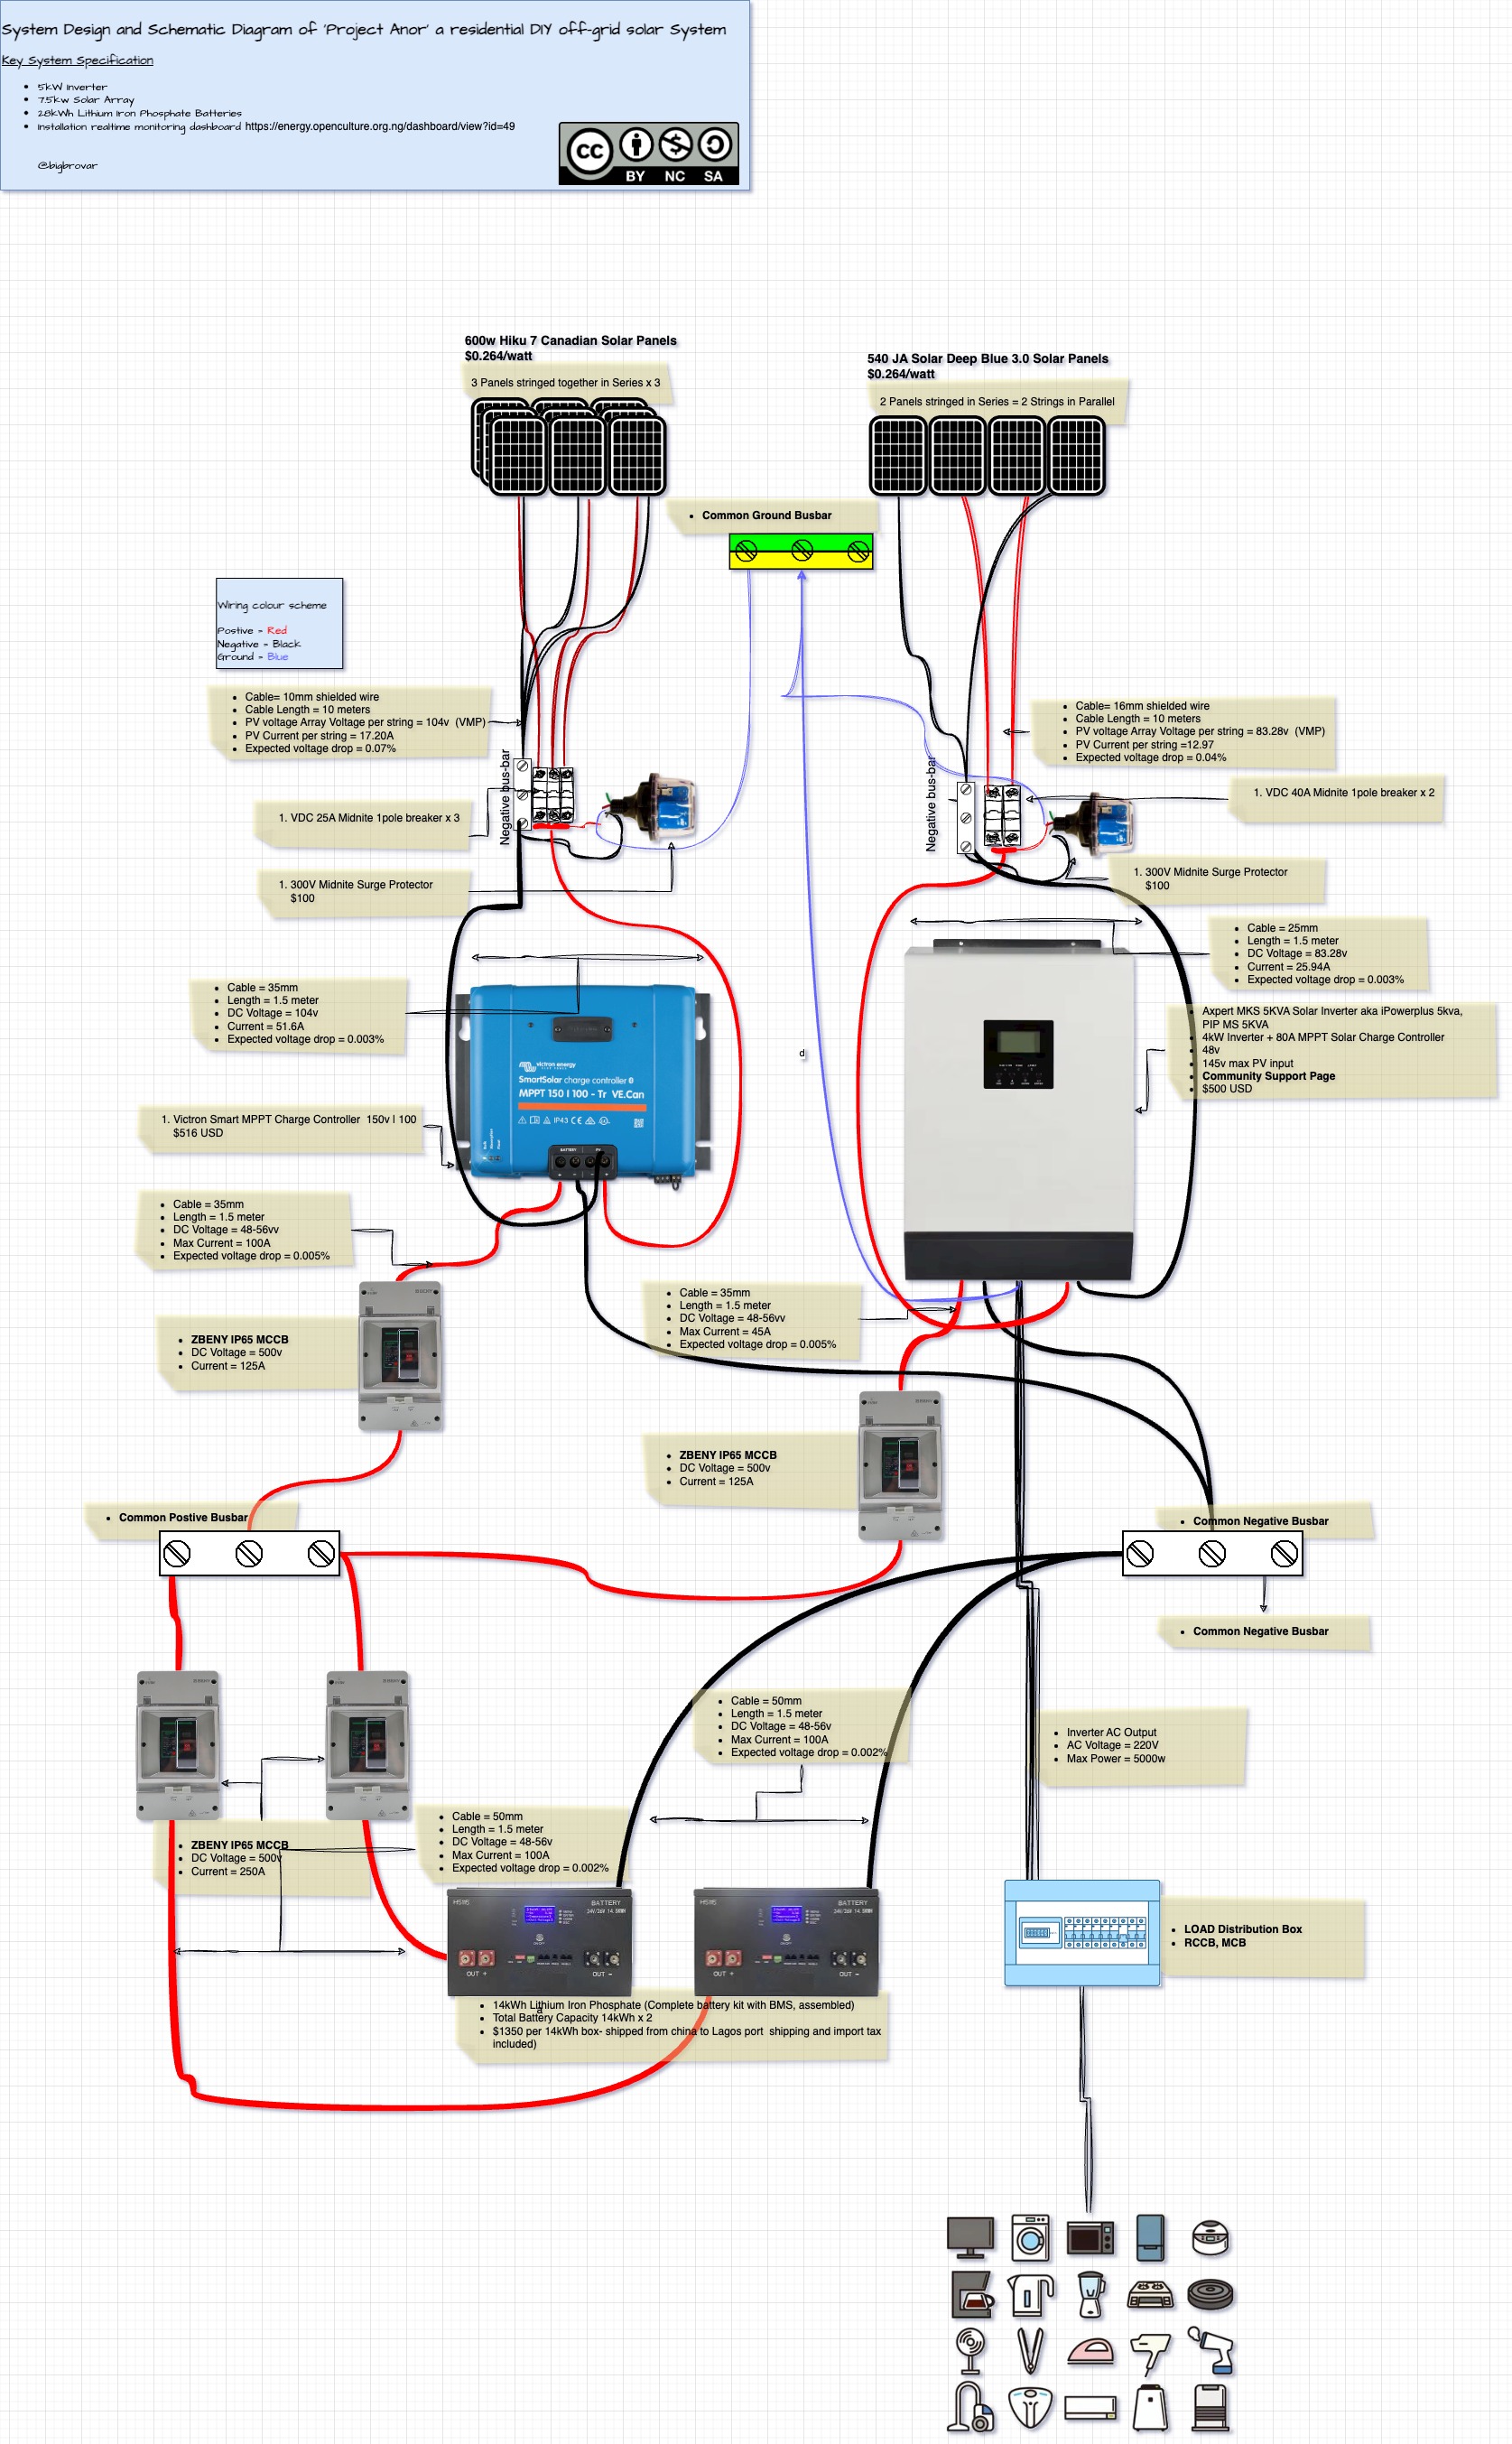 System Design and Schematic Diagram of 'Project Anor' a residential DIY off-grid solar System
Key System Specification
• 5kW Inverter
• 7.5kw Solar Array
• 28kWh Lithium Iron Phosphate Batteries
• Installation realtime monitoring dashboard https://energy.openculture.org.ng/dashboard/view?id=49
@bigbrovar
CC
BY NC SA
600w Hiku 7 Canadian Solar Panels
$0.264/watt
3 Panels stringed together in Series x 3
540 JA Solar Deep Blue 3.0 Solar Panels
$0.264/watt
2 Panels stringed in Series = 2 Strings in Parallel
• Common Ground Busbar
Wiring colour scheme
Postive = Red
Negative = Black
Ground = Blue
• Cable= 10mm shielded wire
• Cable Length = 10 meters
• PV voltage Array Voltage per string = 104v (VMP)
• PV Current per string = 17.20A
• Expected voltage drop = 0.07%
• Cable= 16mm shielded wire
• Cable Length = 10 meters
• PV voltage Array Voltage per string = 83.28v (VMP)
• PV Current per string =12.97
• Expected voltage drop = 0.04%
Negative bus-bar
Negative bus-bar
1. VDC 25A Midnite 1pole breaker x 3
1. VDC 40A Midnite 1pole breaker x 2
1. 300V Midnite Surge Protector
$100
1. 300V Midnite Surge Protector
$100
• Cable = 25mm
• Length = 1.5 meter
• DC Voltage = 83.28v
• Current = 25.94A
• Expected voltage drop = 0.003%
• Cable = 35mm
• Length = 1.5 meter
• DC Voltage = 104v
• Current = 51.6A
• Expected voltage drop = 0.003%
• Axpert MKS 5KVA Solar Inverter aka iPowerplus 5kva,
PIP MS 5KVA
• 4kW Inverter + 80A MPPT Solar Charge Controller
• 48v
• 145v max PV input
• Community Support Page
• $500 USD
d
victron energy
SmartSolar charge controller
MPPT 150 | 100 - Tr VE.Can
IP43
BATTERY
PV
1. Victron Smart MPPT Charge Controller 150v | 100
$516 USD
• Cable = 35mm
• Length = 1.5 meter
• DC Voltage = 48-56vv
• Max Current = 100A
• Expected voltage drop = 0.005%
• Cable = 35mm
• Length = 1.5 meter
• DC Voltage = 48-56vv
• Max Current = 45A
• Expected voltage drop = 0.005%
• ZBENY IP65 MCCB
• DC Voltage = 500v
• Current = 125A
• ZBENY IP65 MCCB
• DC Voltage = 500v
• Current = 125A
• Common Postive Busbar
• Common Negative Busbar
• Common Negative Busbar
• Cable = 50mm
• Length = 1.5 meter
• DC Voltage = 48-56v
• Max Current = 100A
• Expected voltage drop = 0.002%
• Inverter AC Output
• AC Voltage = 220V
• Max Power = 5000w
• Cable = 50mm
• Length = 1.5 meter
• DC Voltage = 48-56v
• Max Current = 100A
• Expected voltage drop = 0.002%
• ZBENY IP65 MCCB
• DC Voltage = 500v
• Current = 250A
BATTERY
OUT +
OUT -
BATTERY
OUT +
OUT -
• LOAD Distribution Box
• RCCB, MCB
• 14kWh Lithium Iron Phosphate (Complete battery kit with BMS, assembled)
a
• Total Battery Capacity 14kWh x 2
• $1350 per 14kWh box- shipped from china to Lagos port shipping and import tax
included)